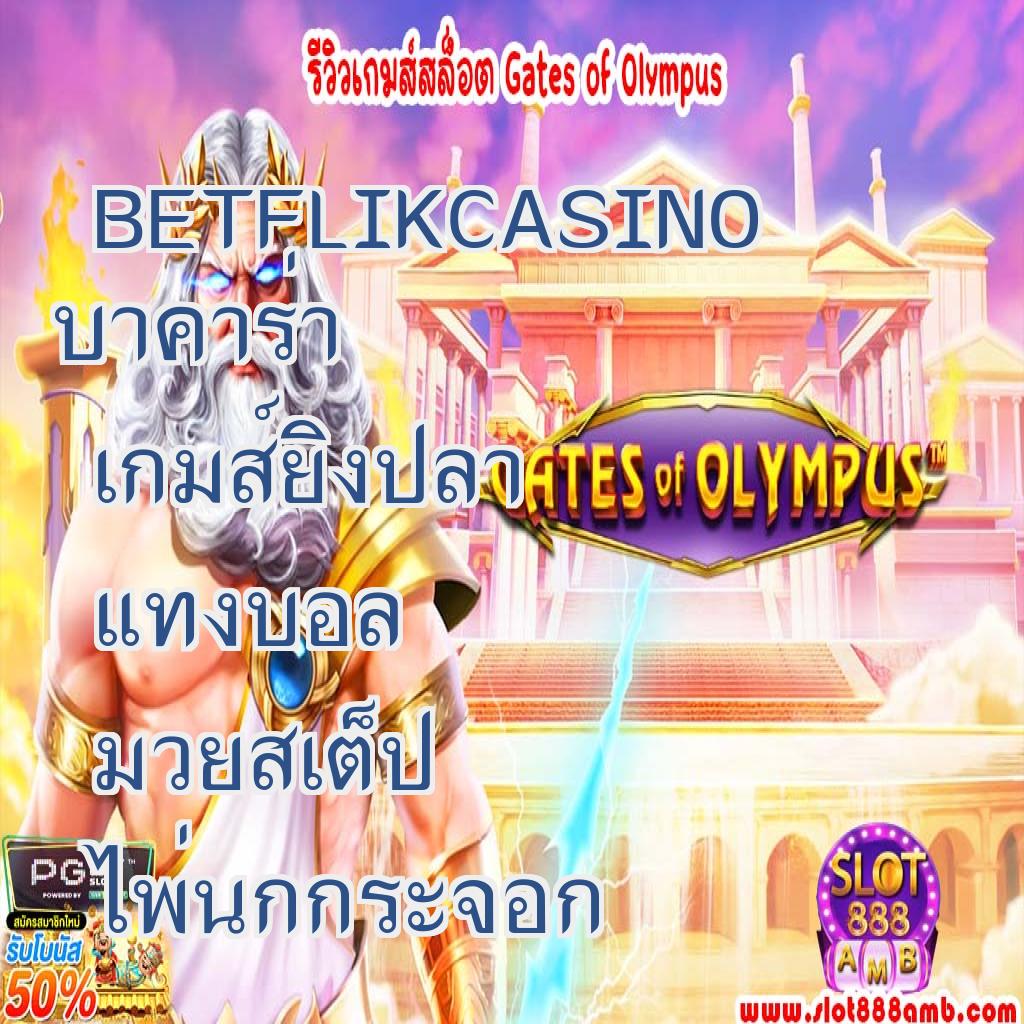 รีวิวเกมส์สล็อต Gates of Olympus
BETFLIKCASINO
บาคาร่า
เกมส์ยิงปลา
GATES of OLYMPUS™
แทงบอล
มวยสเต็ป
ไพ่นกกระจอก
PG
POWERED BY
สมัครสมาชิกใหม่
รับโบนัส
50%
SLOT
888
AMB
www.slot888amb.com